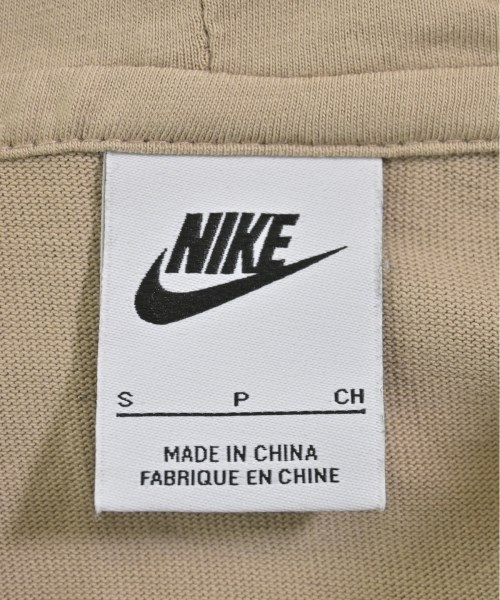 NIKE
S P CH
MADE IN CHINA
FABRIQUE EN CHINE